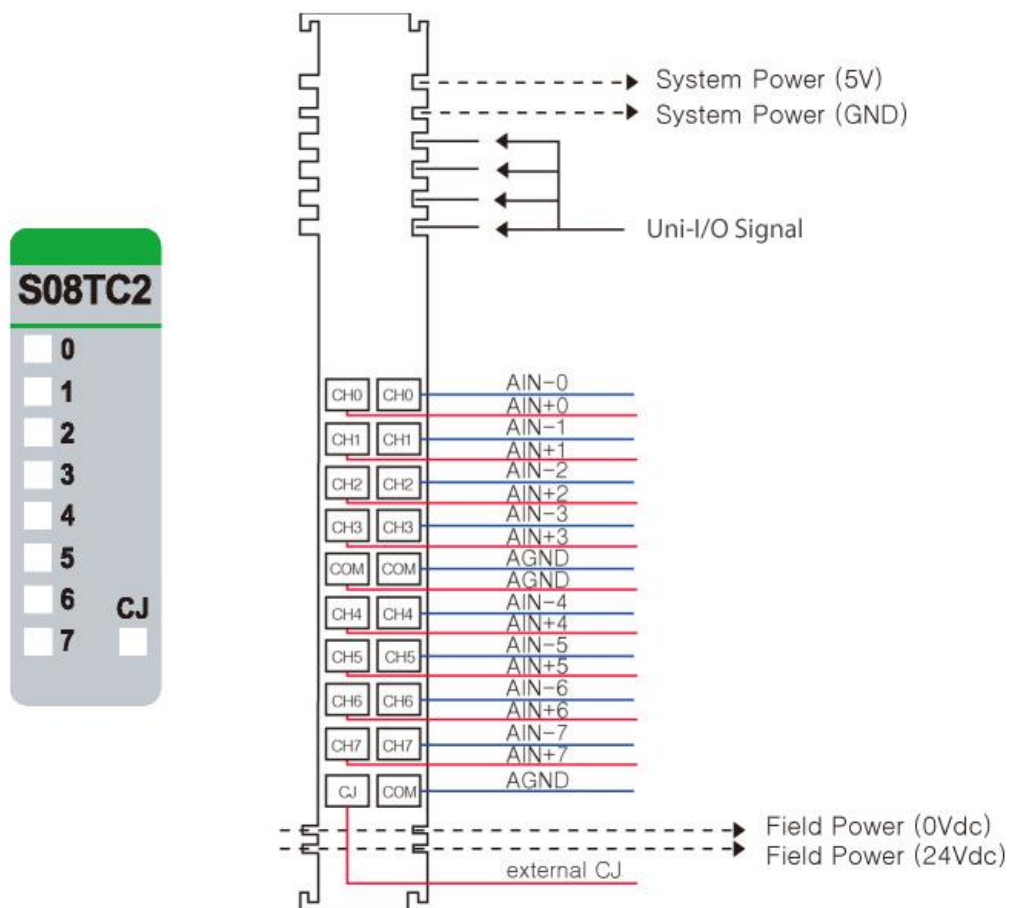 System Power (5V)
System Power (GND)
Uni-I/O Signal
S08TC2
0
1
2
3
4
5
6
7
CJ
CH0 CH0 AIN-0
AIN+0
CH1 CH1 AIN-1
AIN+1
CH2 CH2 AIN-2
AIN+2
CH3 CH3 AIN-3
AIN+3
COM COM AGND
AGND
CH4 CH4 AIN-4
AIN+4
CH5 CH5 AIN-5
AIN+5
CH6 CH6 AIN-6
AIN+6
CH7 CH7 AIN-7
AIN+7
CJ COM AGND
Field Power (0Vdc)
Field Power (24Vdc)
external CJ